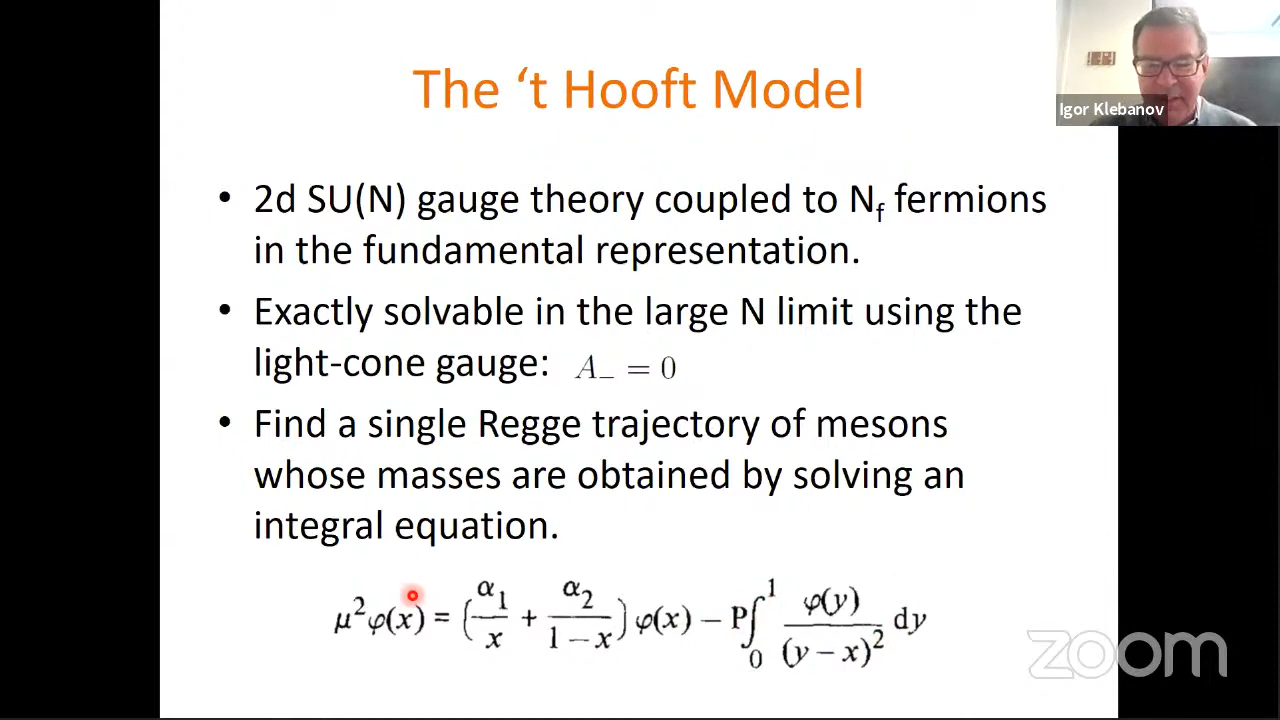 The ‘t Hooft Model
Igor Klebanov
• 2d SU(N) gauge theory coupled to N_f fermions
in the fundamental representation.
• Exactly solvable in the large N limit using the
light-cone gauge: A_− = 0
• Find a single Regge trajectory of mesons
whose masses are obtained by solving an
integral equation.
μ²φ(x) = (α₁/x + α₂/(1−x)) φ(x) − P∫₀¹ φ(y)/(y − x)² dy
zoom